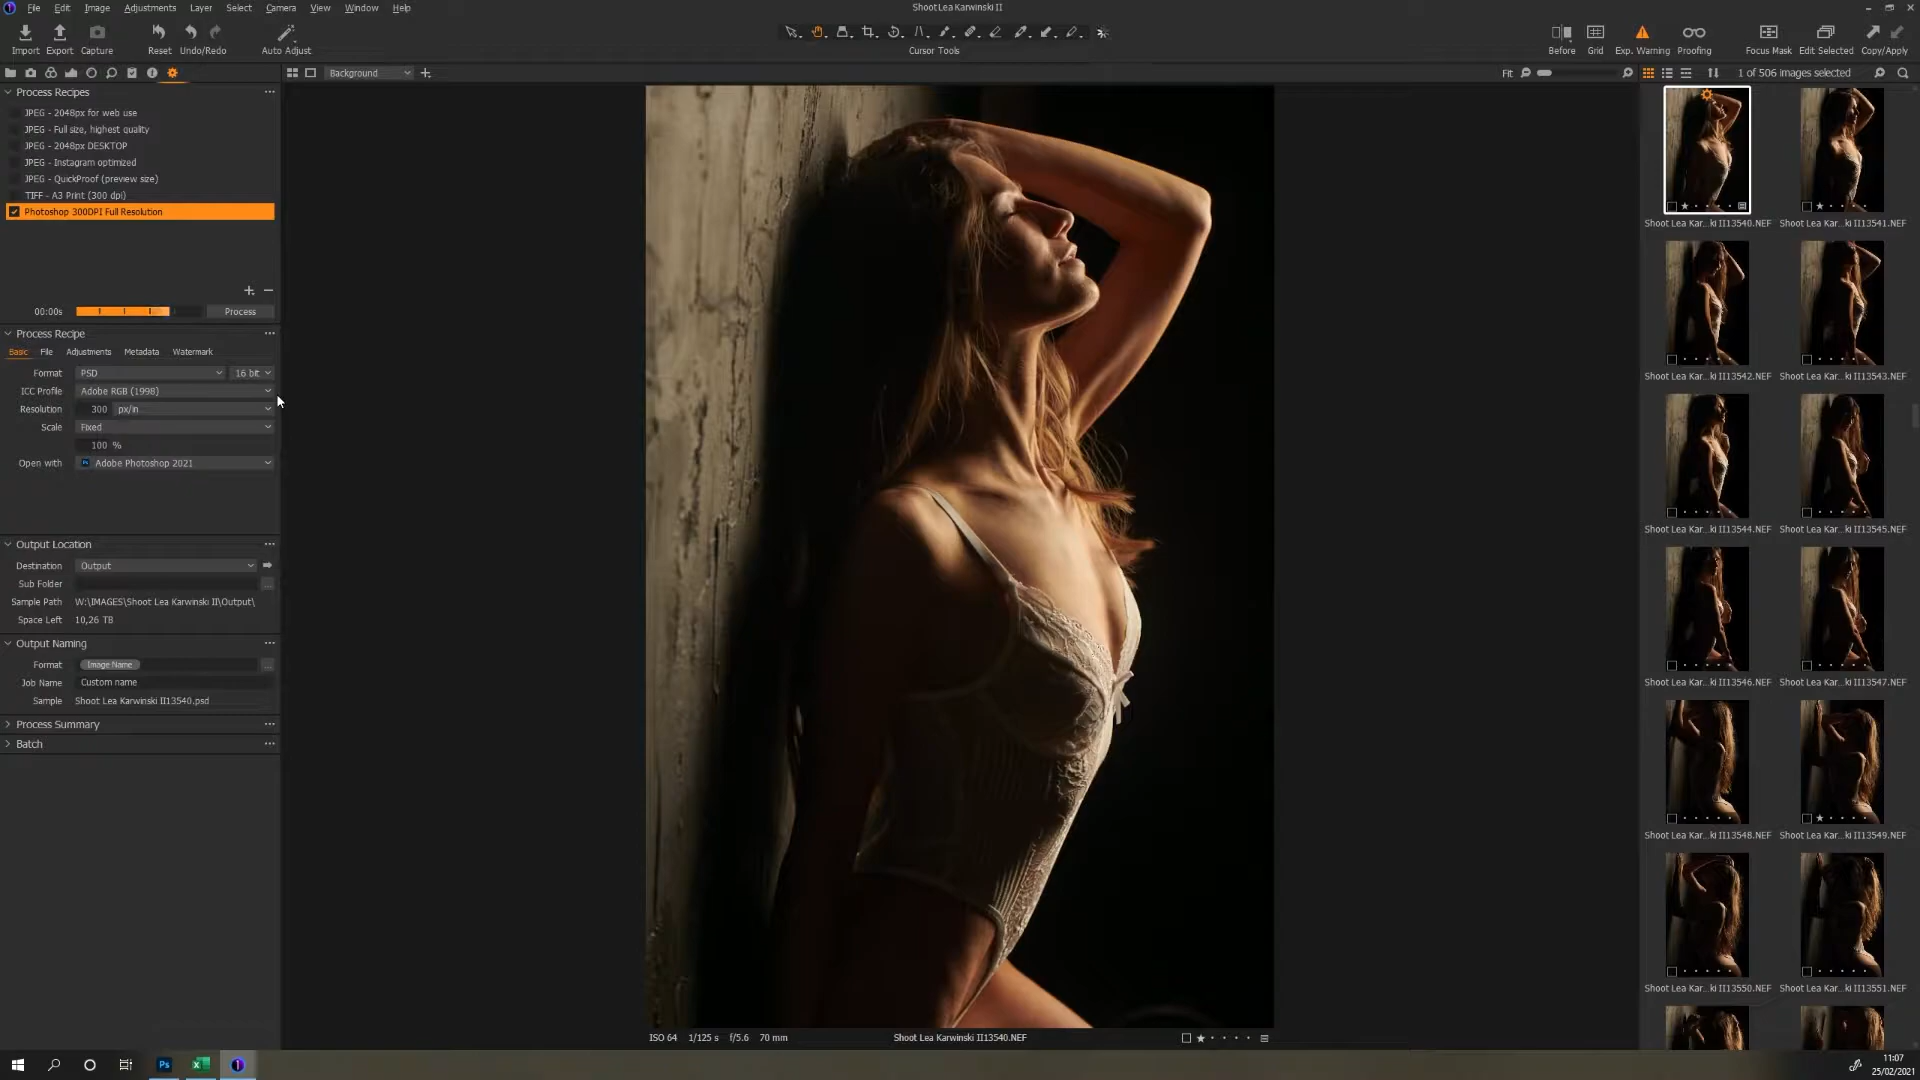 File Edit Image Adjustments Layer Select Camera View Window Help
Shoot Lea Karwinski II
Import Export Capture
Reset Undo/Redo
Auto Adjust
Cursor Tools
Before Grid Exp. Warning Proofing
Focus Mask Edit Selected Copy/Apply
Background
Fit
1 of 506 images selected
Process Recipes
JPEG - 2048px for web use
JPEG - Full size, highest quality
JPEG - 2048px DESKTOP
JPEG - Instagram optimized
JPEG - QuickProof (preview size)
TIFF - A3 Print (300 dpi)
Photoshop 300DPI Full Resolution
00:00s
Process
Process Recipe
Basic File Adjustments Metadata Watermark
Format PSD 16 bit
ICC Profile Adobe RGB (1998)
Resolution 300 px/in
Scale Fixed
100 %
Open with Adobe Photoshop 2021
Output Location
Destination Output
Sub Folder
Sample Path W:\IMAGES\Shoot Lea Karwinski II\Output\
Space Left 10,26 TB
Output Naming
Format Image Name
Job Name Custom name
Sample Shoot Lea Karwinski II13540.psd
Process Summary
Batch
Shoot Lea Kar...ki II13540.NEF Shoot Lea Kar...ki II13541.NEF
Shoot Lea Kar...ki II13542.NEF Shoot Lea Kar...ki II13543.NEF
Shoot Lea Kar...ki II13544.NEF Shoot Lea Kar...ki II13545.NEF
Shoot Lea Kar...ki II13546.NEF Shoot Lea Kar...ki II13547.NEF
Shoot Lea Kar...ki II13548.NEF Shoot Lea Kar...ki II13549.NEF
Shoot Lea Kar...ki II13550.NEF Shoot Lea Kar...ki II13551.NEF
ISO 64 1/125 s f/5.6 70 mm
Shoot Lea Karwinski II13540.NEF
Ps
11:07
25/02/2021